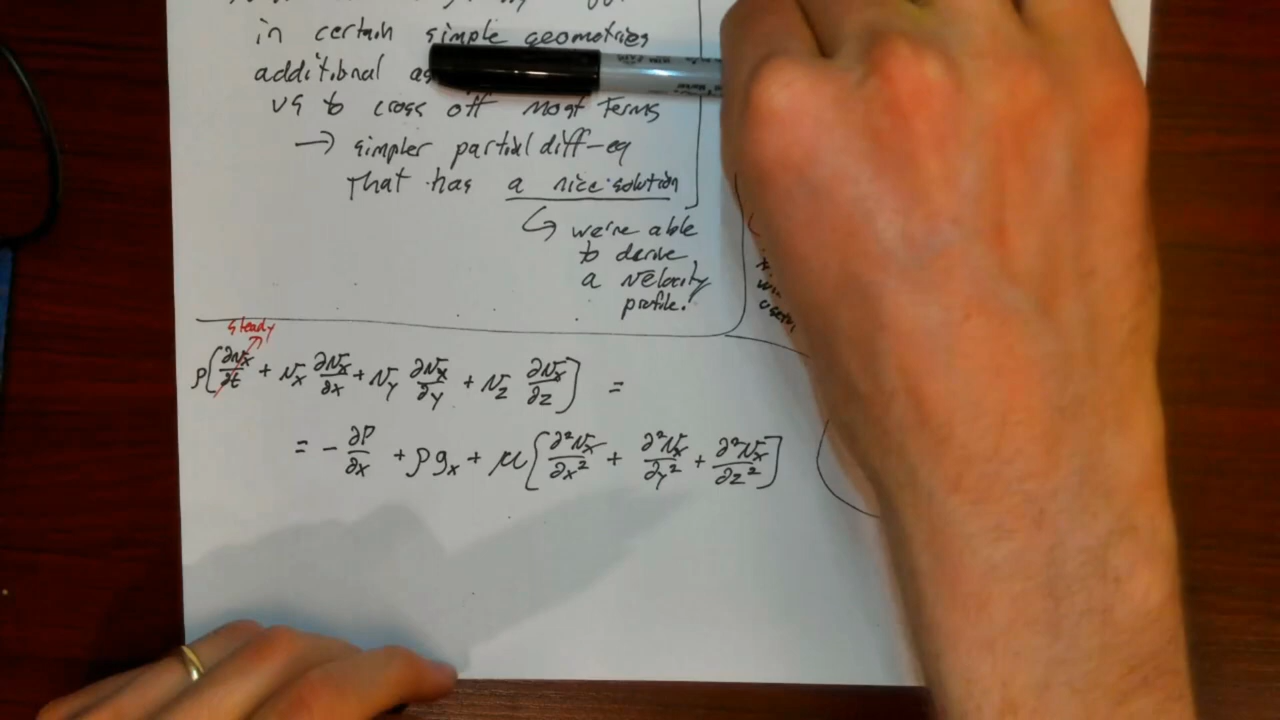 in certain simple geometries
additional as
us to cross off most terms
→ simpler partial diff-eq
that has a nice solution
↳ we're able
to derive
a velocity
profile!
steady
ρ[∂Vx/∂t + Vx ∂Vx/∂x + Vy ∂Vx/∂y + Vz ∂Vx/∂z] =
= - ∂P/∂x + ρgx + μ[∂²Vx/∂x² + ∂²Vx/∂y² + ∂²Vx/∂z²]